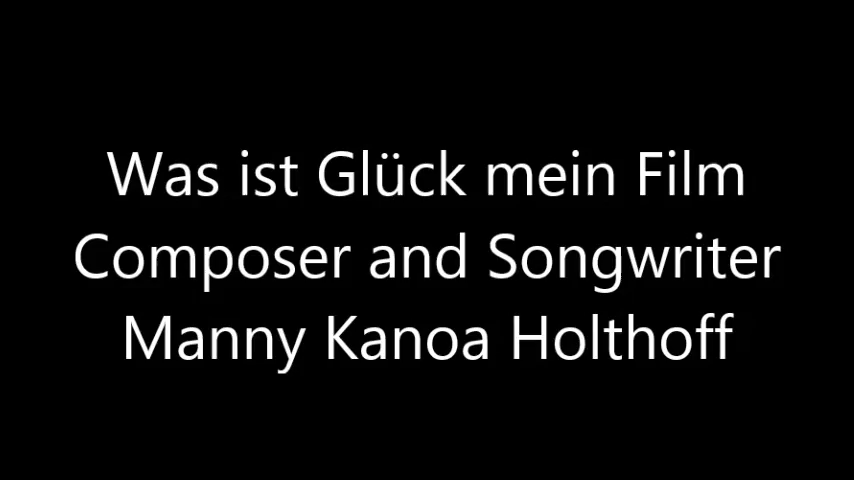 Was ist Glück mein Film
Composer and Songwriter
Manny Kanoa Holthoff